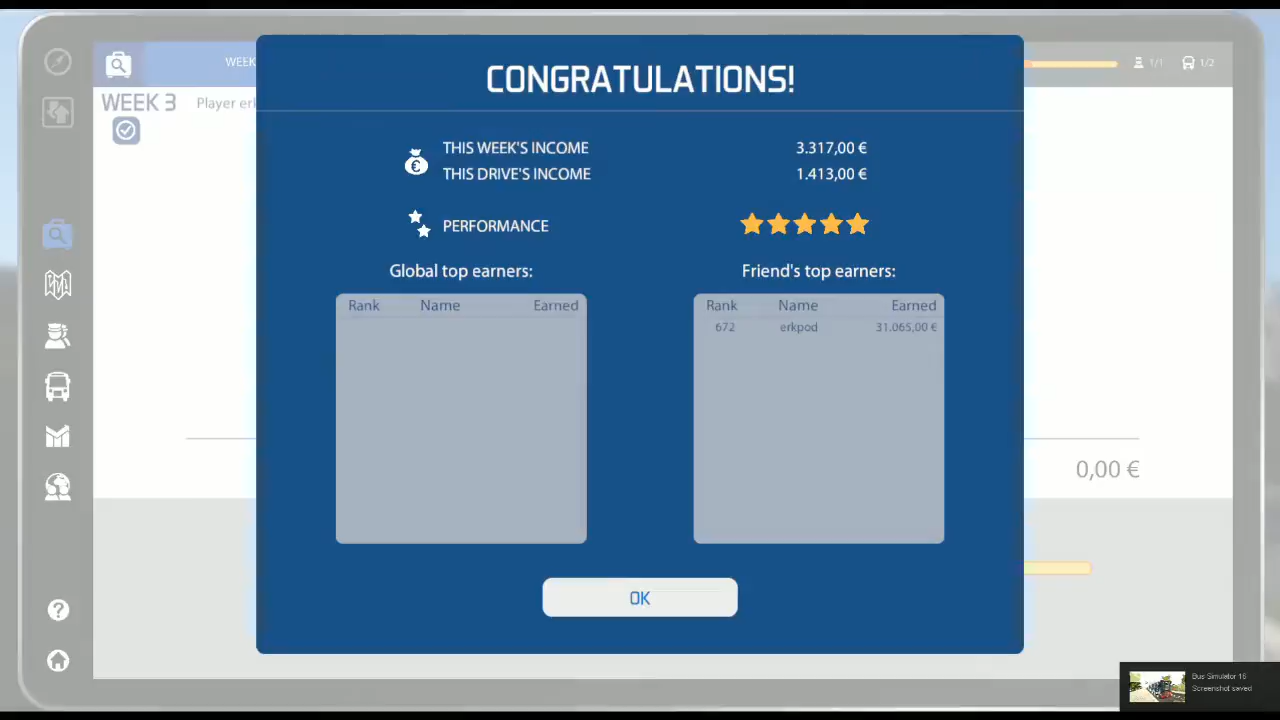 CONGRATULATIONS!
WEEK
1/1
1/2
WEEK 3
Player erk
THIS WEEK'S INCOME 3.317,00 €
THIS DRIVE'S INCOME 1.413,00 €
PERFORMANCE
Global top earners:
Rank Name Earned
Friend's top earners:
Rank Name Earned
672 erkpod 31.065,00 €
0,00 €
OK
Bus Simulator 16
Screenshot saved